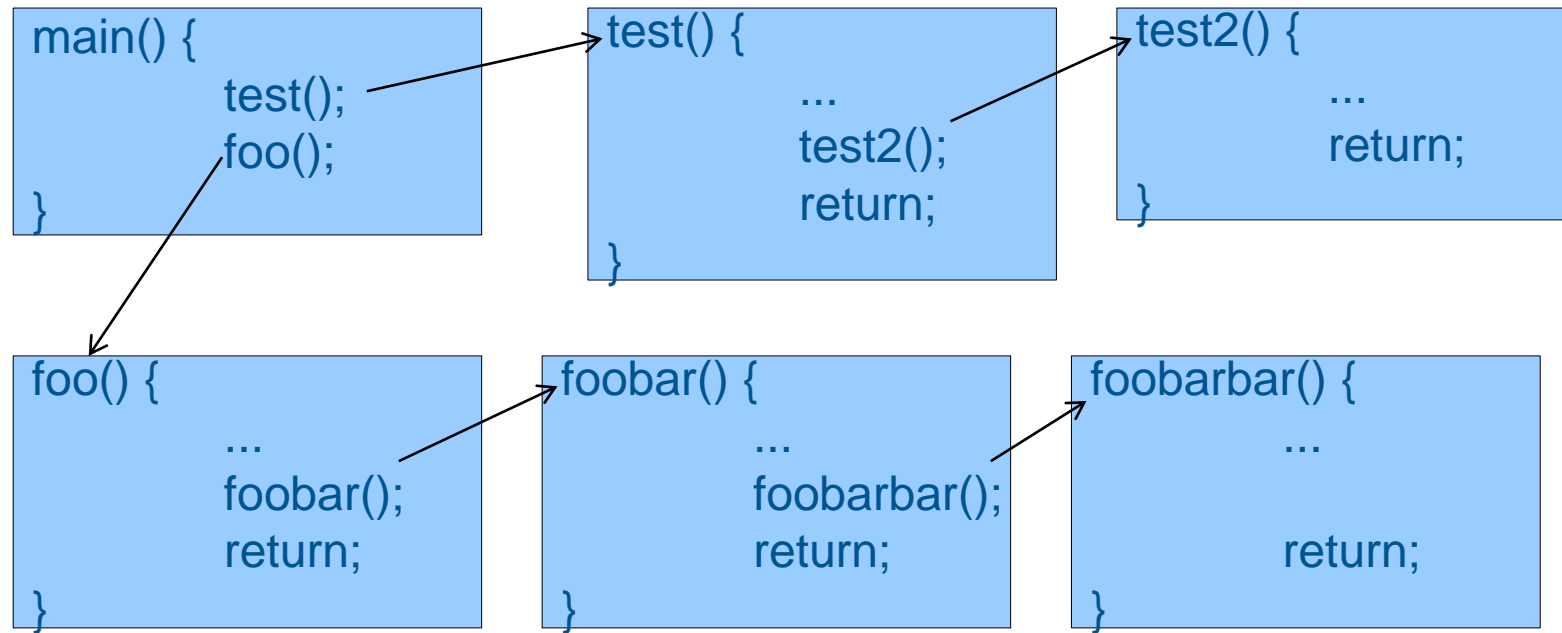 main() {
test();
foo();
}
test() {
...
test2();
return;
}
test2() {
...
return;
}
foo() {
...
foobar();
return;
}
foobar() {
...
foobarbar();
return;
}
foobarbar() {
...
return;
}